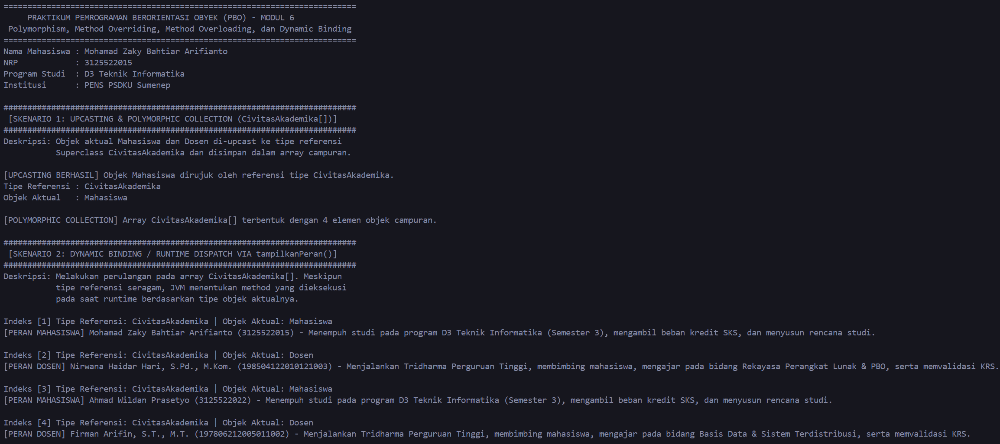 ==========================================================================
PRAKTIKUM PEMROGRAMAN BERORIENTASI OBYEK (PBO) - MODUL 6
Polymorphism, Method Overriding, Method Overloading, dan Dynamic Binding
==========================================================================
Nama Mahasiswa : Mohamad Zaky Bahtiar Arifianto
NRP : 3125522015
Program Studi : D3 Teknik Informatika
Institusi : PENS PSDKU Sumenep
##########################################################################
[SKENARIO 1: UPCASTING & POLYMORPHIC COLLECTION (CivitasAkademika[])]
##########################################################################
Deskripsi: Objek aktual Mahasiswa dan Dosen di-upcast ke tipe referensi
Superclass CivitasAkademika dan disimpan dalam array campuran.
[UPCASTING BERHASIL] Objek Mahasiswa dirujuk oleh referensi tipe CivitasAkademika.
Tipe Referensi : CivitasAkademika
Objek Aktual : Mahasiswa
[POLYMORPHIC COLLECTION] Array CivitasAkademika[] terbentuk dengan 4 elemen objek campuran.
##########################################################################
[SKENARIO 2: DYNAMIC BINDING / RUNTIME DISPATCH VIA tampilkanPeran()]
##########################################################################
Deskripsi: Melakukan perulangan pada array CivitasAkademika[]. Meskipun
tipe referensi seragam, JVM menentukan method yang dieksekusi
pada saat runtime berdasarkan tipe objek aktualnya.
Indeks [1] Tipe Referensi: CivitasAkademika | Objek Aktual: Mahasiswa
[PERAN MAHASISWA] Mohamad Zaky Bahtiar Arifianto (3125522015) - Menempuh studi pada program D3 Teknik Informatika (Semester 3), mengambil beban kredit SKS, dan menyusun rencana studi.
Indeks [2] Tipe Referensi: CivitasAkademika | Objek Aktual: Dosen
[PERAN DOSEN] Nirwana Haidar Hari, S.Pd., M.Kom. (198504122010121003) - Menjalankan Tridharma Perguruan Tinggi, membimbing mahasiswa, mengajar pada bidang Rekayasa Perangkat Lunak & PBO, serta memvalidasi KRS.
Indeks [3] Tipe Referensi: CivitasAkademika | Objek Aktual: Mahasiswa
[PERAN MAHASISWA] Ahmad Wildan Prasetyo (3125522022) - Menempuh studi pada program D3 Teknik Informatika (Semester 3), mengambil beban kredit SKS, dan menyusun rencana studi.
Indeks [4] Tipe Referensi: CivitasAkademika | Objek Aktual: Dosen
[PERAN DOSEN] Firman Arifin, S.T., M.T. (197806212005011002) - Menjalankan Tridharma Perguruan Tinggi, membimbing mahasiswa, mengajar pada bidang Basis Data & Sistem Terdistribusi, serta memvalidasi KRS.